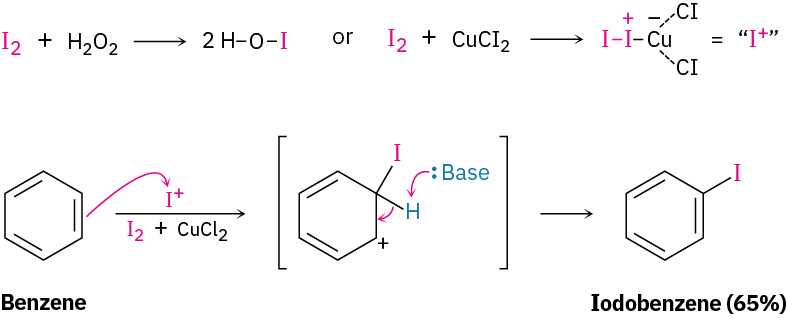 I₂ + H₂O₂ → 2 H–O–I or I₂ + CuCl₂ → I–I–Cu Cl Cl + − = “I⁺”
I
:Base
H
+
I⁺
I₂ + CuCl₂
I
Benzene
Iodobenzene (65%)